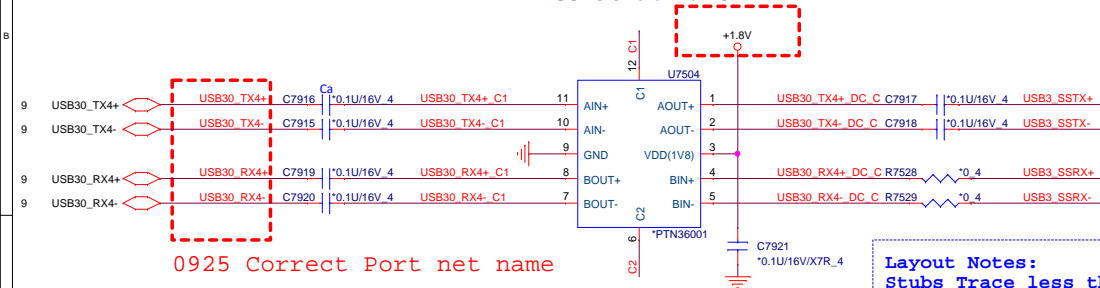 B
+1.8V
C1
12
U7504
Ca
9 USB30_TX4+ USB30_TX4+ C7916 *0.1U/16V_4 USB30_TX4+_C1 11 AIN+ C1 AOUT+ 1 USB30_TX4+_DC_C C7917 *0.1U/16V_4 USB3_SSTX+
9 USB30_TX4- USB30_TX4- C7915 *0.1U/16V_4 USB30_TX4-_C1 10 AIN- AOUT- 2 USB30_TX4-_DC_C C7918 *0.1U/16V_4 USB3_SSTX-
9 GND VDD(1V8) 3
9 USB30_RX4+ USB30_RX4+ C7919 *0.1U/16V_4 USB30_RX4+_C1 8 BOUT+ BIN+ 4 USB30_RX4+_DC_C R7528 *0_4 USB3_SSRX+
9 USB30_RX4- USB30_RX4- C7920 *0.1U/16V_4 USB30_RX4-_C1 7 BOUT- C2 BIN- 5 USB30_RX4-_DC_C R7529 *0_4 USB3_SSRX-
6
C2
*PTN36001
C7921
*0.1U/16V/X7R_4
0925 Correct Port net name
Layout Notes:
Stubs Trace less